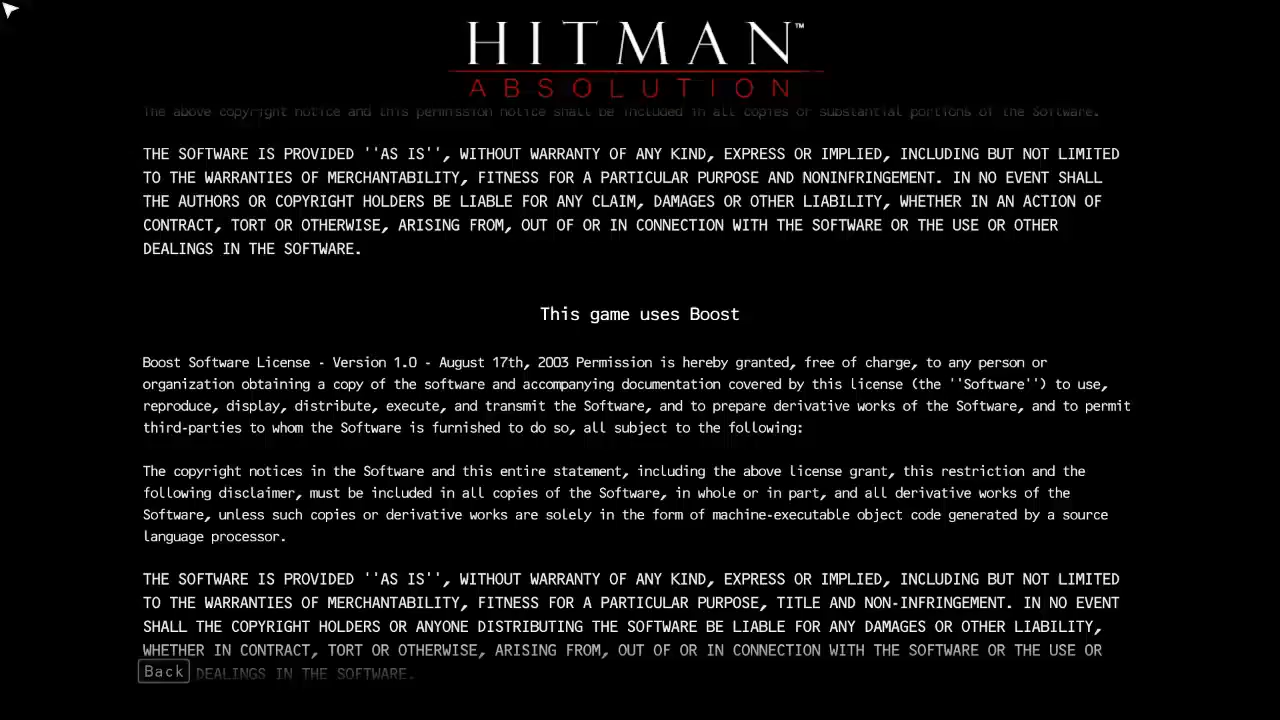 HITMAN™
ABSOLUTION
The above copyright notice and this permission notice shall be included in all copies or substantial portions of the Software.
THE SOFTWARE IS PROVIDED ''AS IS'', WITHOUT WARRANTY OF ANY KIND, EXPRESS OR IMPLIED, INCLUDING BUT NOT LIMITED
TO THE WARRANTIES OF MERCHANTABILITY, FITNESS FOR A PARTICULAR PURPOSE AND NONINFRINGEMENT. IN NO EVENT SHALL
THE AUTHORS OR COPYRIGHT HOLDERS BE LIABLE FOR ANY CLAIM, DAMAGES OR OTHER LIABILITY, WHETHER IN AN ACTION OF
CONTRACT, TORT OR OTHERWISE, ARISING FROM, OUT OF OR IN CONNECTION WITH THE SOFTWARE OR THE USE OR OTHER
DEALINGS IN THE SOFTWARE.
This game uses Boost
Boost Software License - Version 1.0 - August 17th, 2003 Permission is hereby granted, free of charge, to any person or
organization obtaining a copy of the software and accompanying documentation covered by this license (the ''Software'') to use,
reproduce, display, distribute, execute, and transmit the Software, and to prepare derivative works of the Software, and to permit
third-parties to whom the Software is furnished to do so, all subject to the following:
The copyright notices in the Software and this entire statement, including the above license grant, this restriction and the
following disclaimer, must be included in all copies of the Software, in whole or in part, and all derivative works of the
Software, unless such copies or derivative works are solely in the form of machine-executable object code generated by a source
language processor.
THE SOFTWARE IS PROVIDED ''AS IS'', WITHOUT WARRANTY OF ANY KIND, EXPRESS OR IMPLIED, INCLUDING BUT NOT LIMITED
TO THE WARRANTIES OF MERCHANTABILITY, FITNESS FOR A PARTICULAR PURPOSE, TITLE AND NON-INFRINGEMENT. IN NO EVENT
SHALL THE COPYRIGHT HOLDERS OR ANYONE DISTRIBUTING THE SOFTWARE BE LIABLE FOR ANY DAMAGES OR OTHER LIABILITY,
WHETHER IN CONTRACT, TORT OR OTHERWISE, ARISING FROM, OUT OF OR IN CONNECTION WITH THE SOFTWARE OR THE USE OR
Back DEALINGS IN THE SOFTWARE.